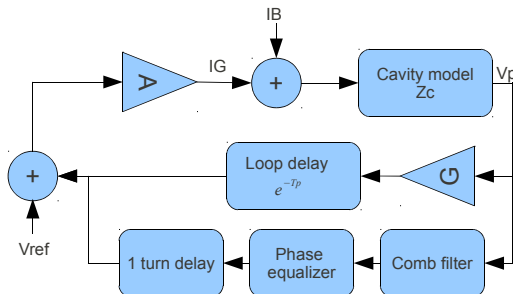 IB
IG
A
+
Cavity model
Zc
Vp
Loop delay
e^{-Tp}
G
+
Vref
1 turn delay
Phase
equalizer
Comb filter